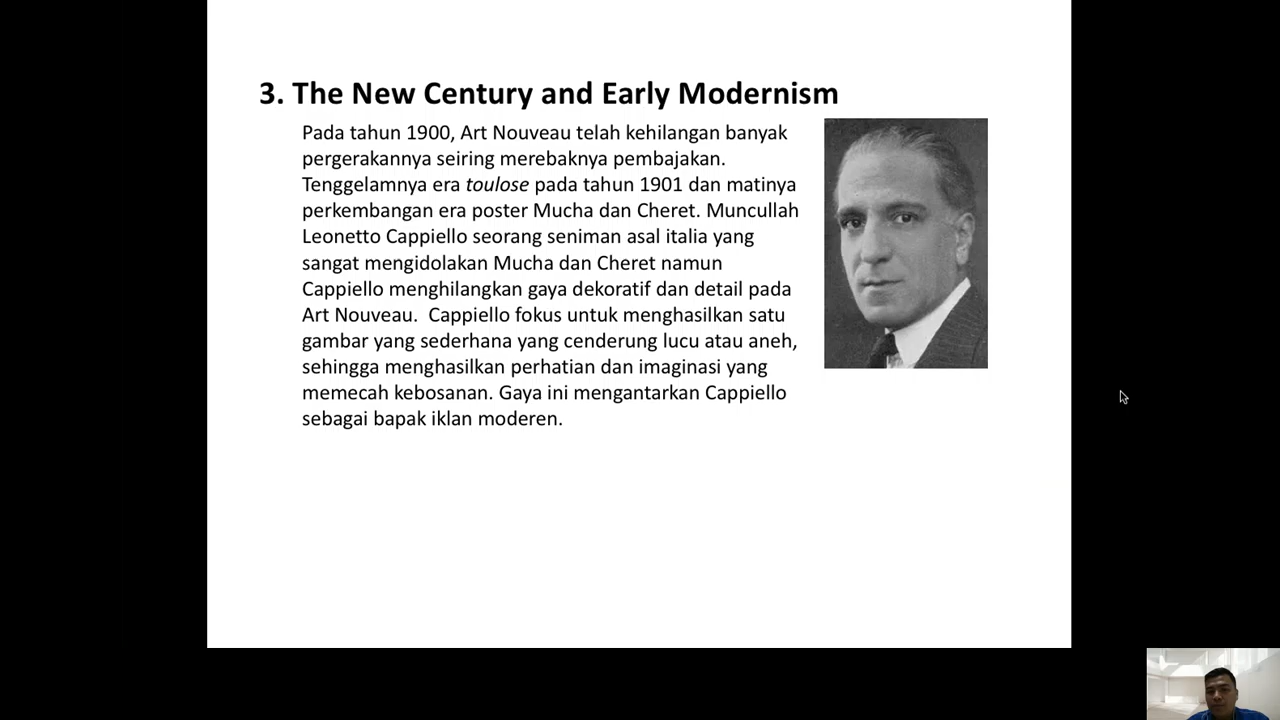 3. The New Century and Early Modernism
Pada tahun 1900, Art Nouveau telah kehilangan banyak
pergerakannya seiring merebaknya pembajakan.
Tenggelamnya era toulose pada tahun 1901 dan matinya
perkembangan era poster Mucha dan Cheret. Muncullah
Leonetto Cappiello seorang seniman asal italia yang
sangat mengidolakan Mucha dan Cheret namun
Cappiello menghilangkan gaya dekoratif dan detail pada
Art Nouveau.  Cappiello fokus untuk menghasilkan satu
gambar yang sederhana yang cenderung lucu atau aneh,
sehingga menghasilkan perhatian dan imaginasi yang
memecah kebosanan. Gaya ini mengantarkan Cappiello
sebagai bapak iklan moderen.